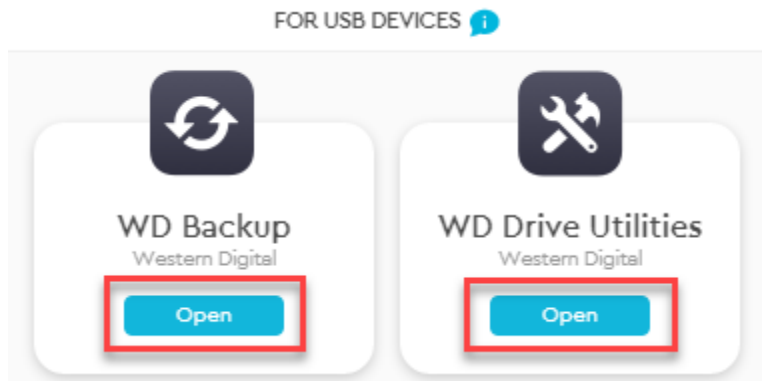 FOR USB DEVICES i
WD Backup
Western Digital
Open
WD Drive Utilities
Western Digital
Open